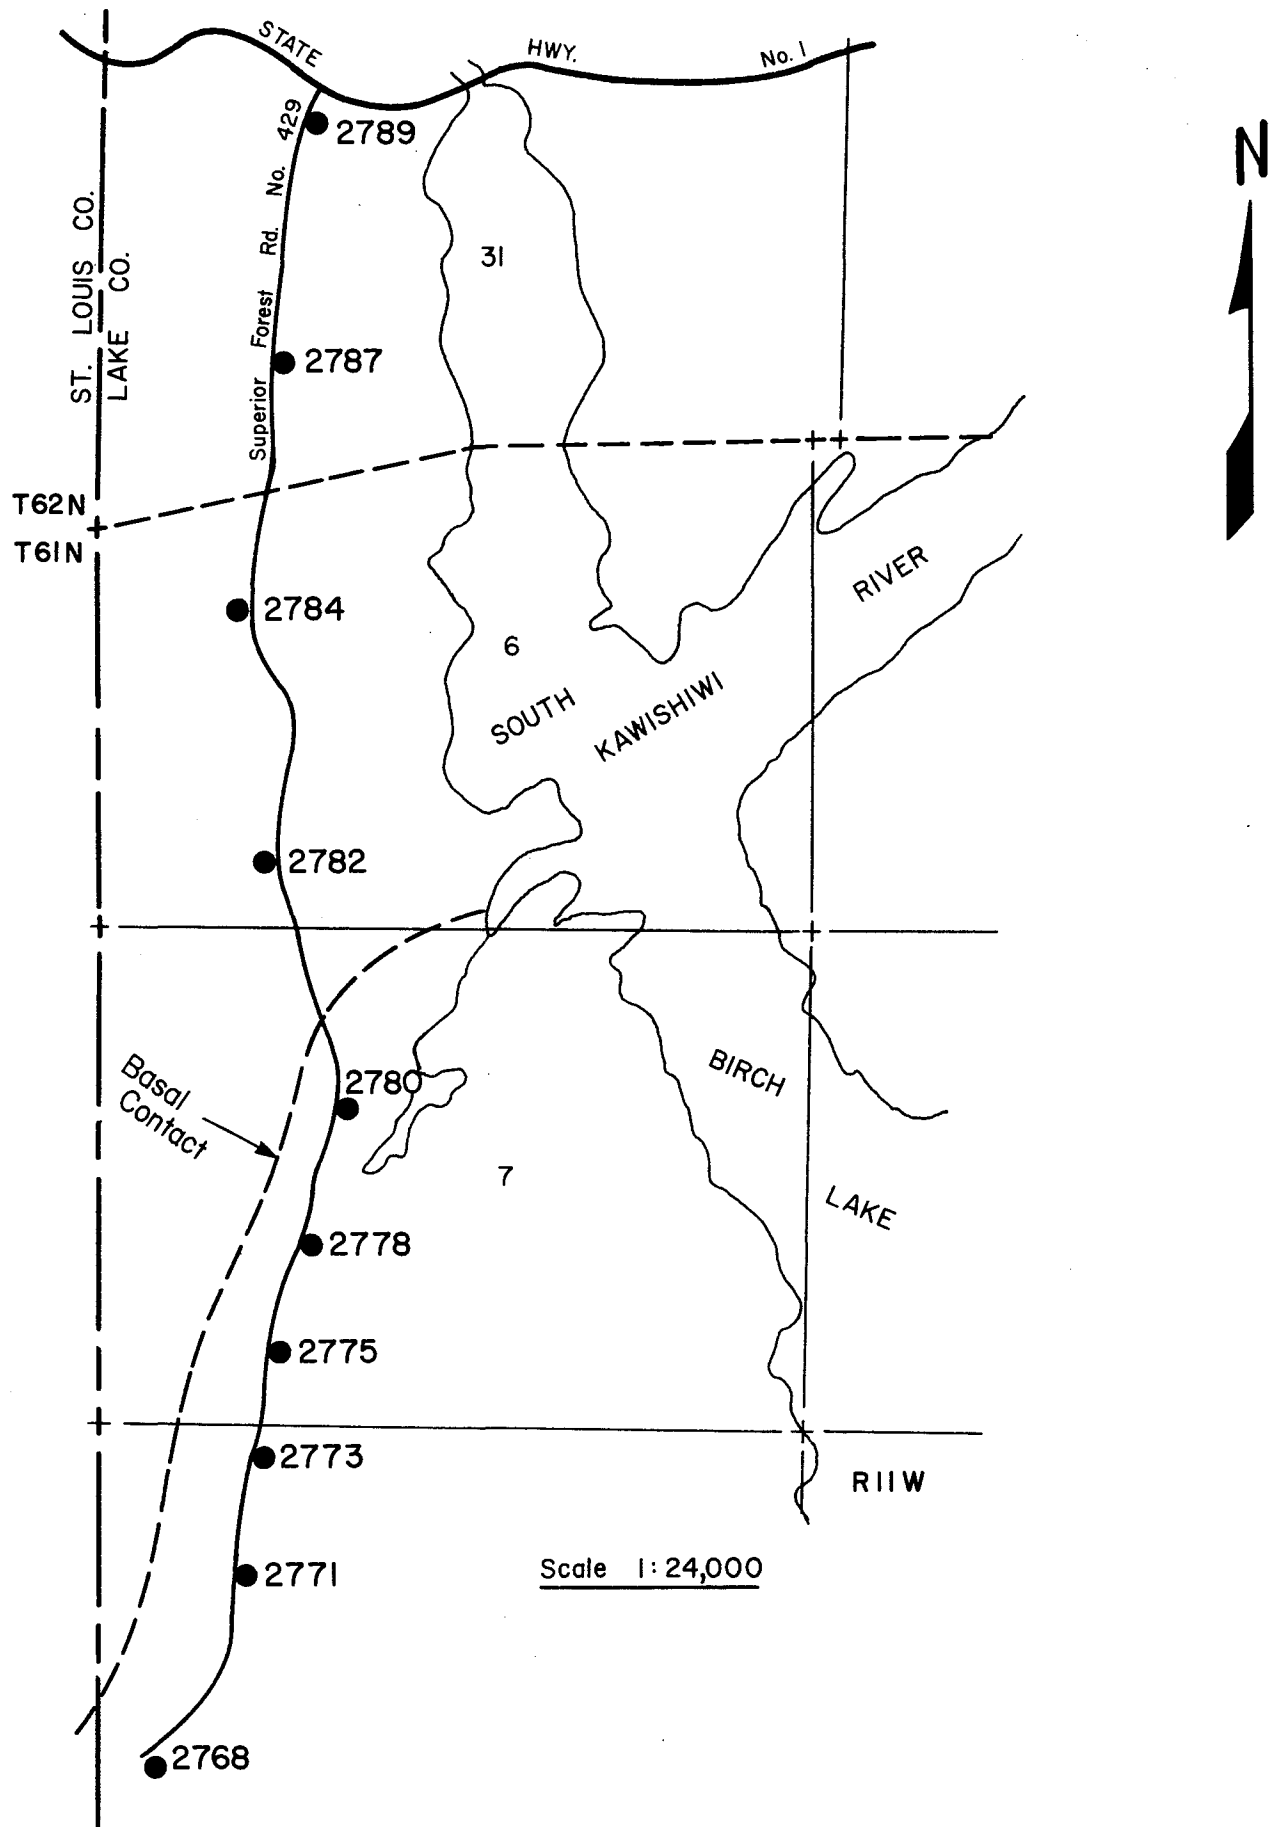 STATE HWY. No. 1
N
Superior Forest Rd. No. 429
2789
ST. LOUIS CO.
LAKE CO.
31
2787
T62N
T61N
2784
RIVER
6
SOUTH KAWISHIWI
2782
Basal
Contact
2780
BIRCH
7
LAKE
2778
2775
2773
R11W
2771
Scale 1:24,000
2768